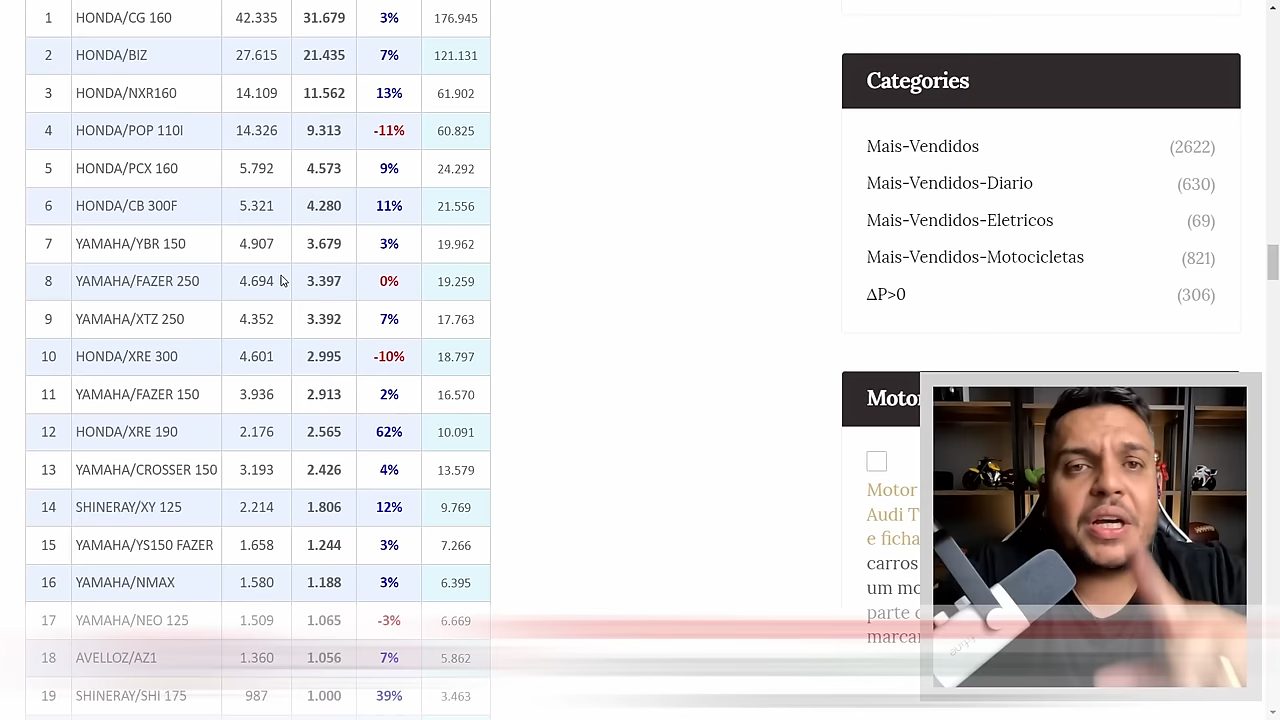 1 HONDA/CG 160 42.335 31.679 3% 176.945
2 HONDA/BIZ 27.615 21.435 7% 121.131
3 21.562 13% 61.902
4 HONDA/POP 110I 14.326 9.313 -11% 60.825
5 HONDA/PCX 160 5.792 4.573 9% 24.292
6 HONDA/CB 300F 5.321 4.280 11% 21.556
7 YAMAHA/YBR 150 4.907 3.679 3% 19.962
8 YAMAHA/FAZER 250 4.694 3.397 0% 19.259
9 YAMAHA/XTZ 250 4.352 3.392 7% 17.763
10 HONDA/XRE 300 4.601 2.995 -10% 18.797
11 YAMAHA/FAZER 150 3.936 2.913 2% 16.570
12 HONDA/XRE 190 2.176 2.565 62% 10.091
13 YAMAHA/CROSSER 150 3.193 2.426 4% 13.579
14 SHINERAY/XY 125 2.214 1.806 12% 9.769
15 YAMAHA/YS150 FAZER 1.658 1.244 3% 7.266
16 YAMAHA/NMAX 1.580 1.188 3% 6.395
17 YAMAHA/NEO 125 1.509 1.065 -3% 6.669
18 AVELLOZ/AZ1 1.056 7% 5.862
19 SHINERAY/SHI 175 987 1.000 39% 3.463
Categories
Mais-Vendidos (2622)
Mais-Vendidos-Diario (630)
Mais-Vendidos-Eletricos (69)
Mais-Vendidos-Motocicletas (821)
ΔP>0 (306)
Motor
Audi T
e ficha
carros
um mo
parte c
marcar